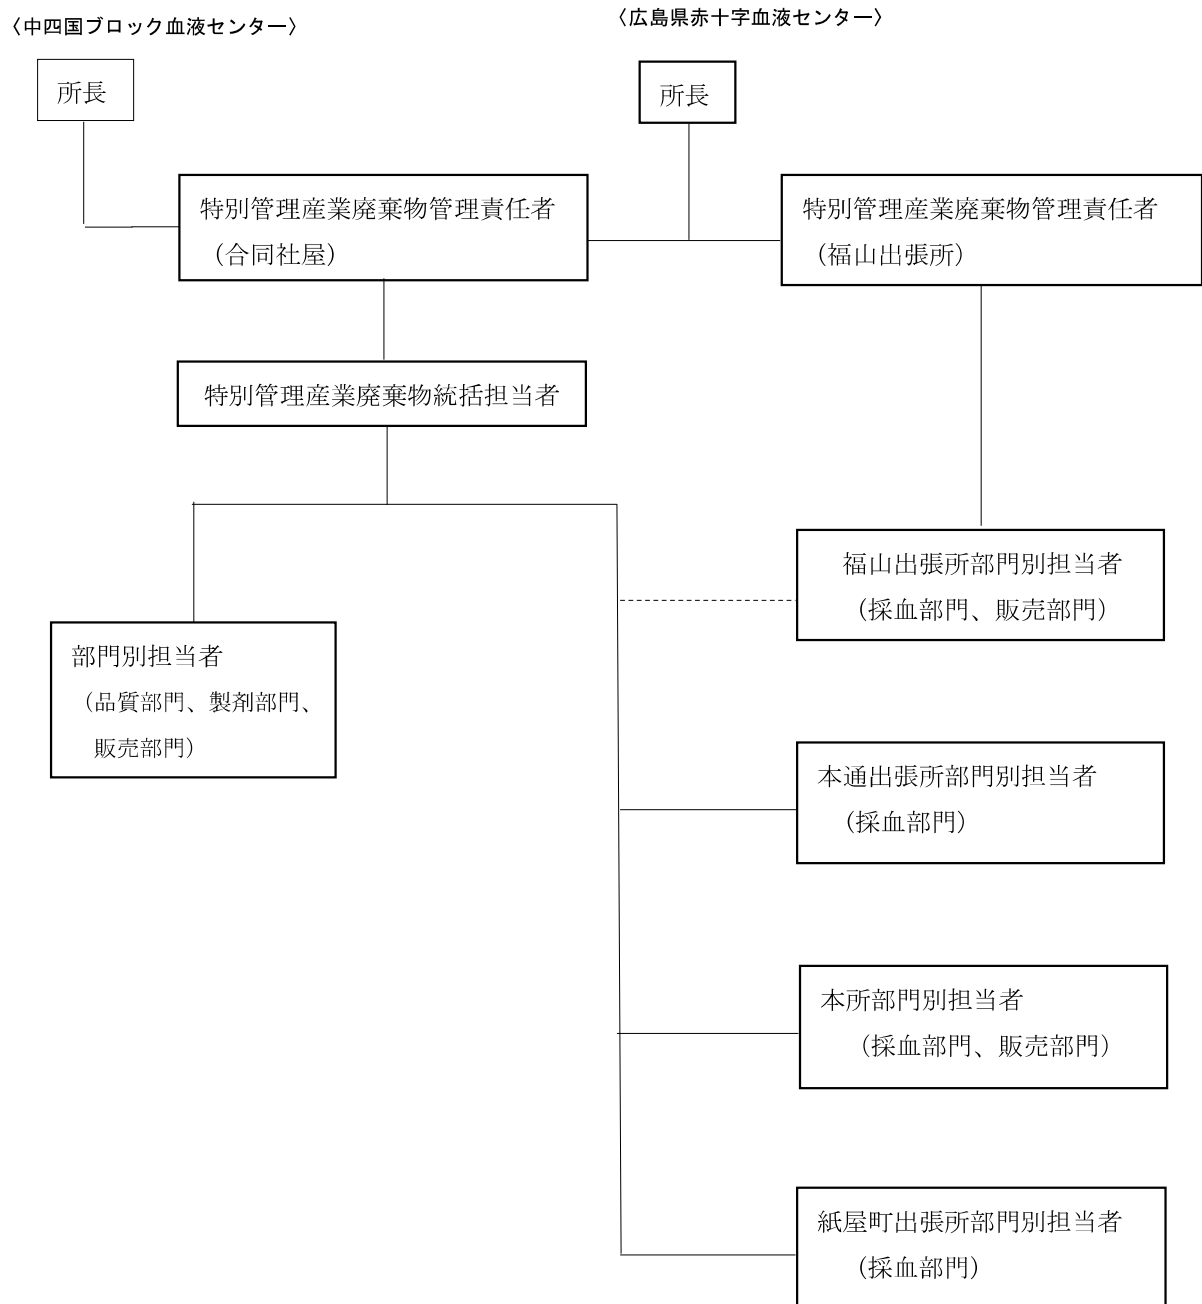 〈中四国ブロック血液センター〉
〈広島県赤十字血液センター〉
所長
所長
特別管理産業廃棄物管理責任者
（合同社屋）
特別管理産業廃棄物管理責任者
（福山出張所）
特別管理産業廃棄物統括担当者
福山出張所部門別担当者
（採血部門、販売部門）
部門別担当者
（品質部門、製剤部門、
販売部門）
本通出張所部門別担当者
（採血部門）
本所部門別担当者
（採血部門、販売部門）
紙屋町出張所部門別担当者
（採血部門）